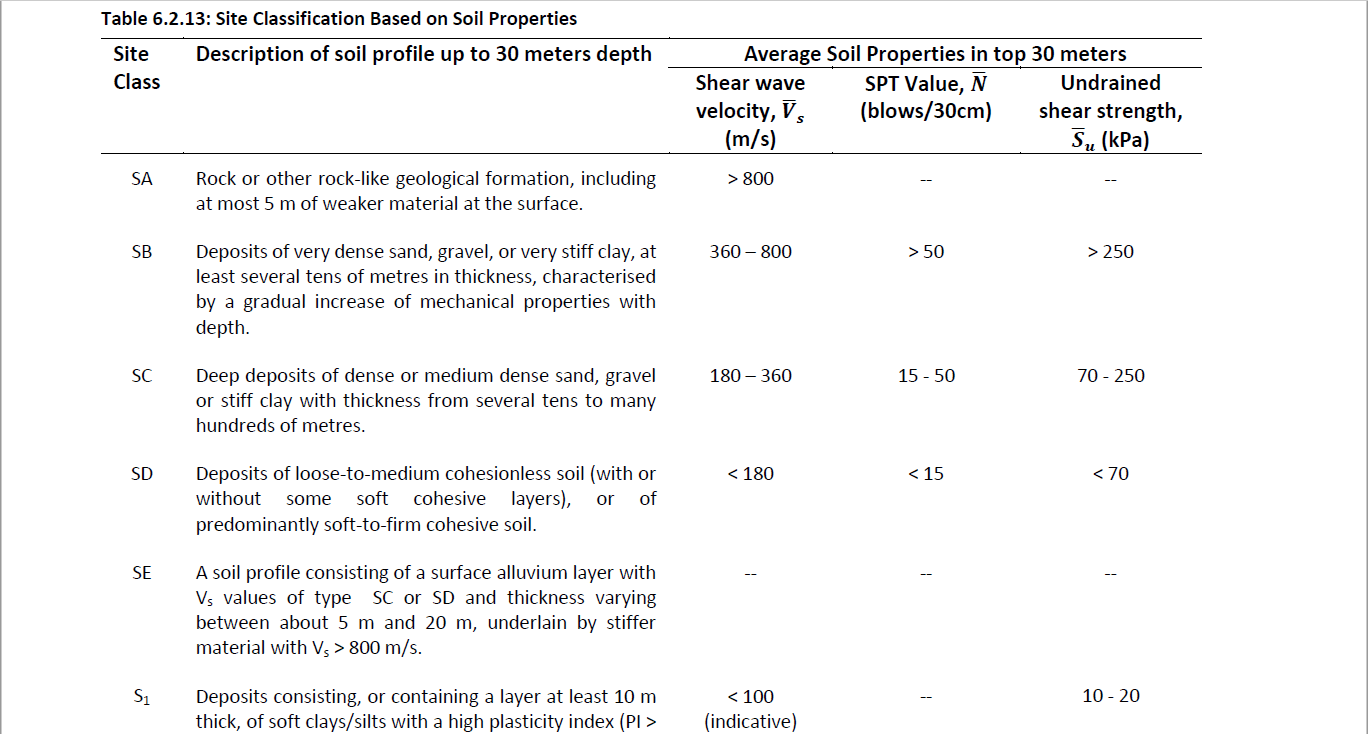 Table 6.2.13: Site Classification Based on Soil Properties
Site Class
Description of soil profile up to 30 meters depth
Average Soil Properties in top 30 meters
Shear wave velocity, V̅s (m/s)
SPT Value, N̅ (blows/30cm)
Undrained shear strength, S̅u (kPa)
SA
Rock or other rock-like geological formation, including
at most 5 m of weaker material at the surface.
> 800
--
--
SB
Deposits of very dense sand, gravel, or very stiff clay, at
least several tens of metres in thickness, characterised
by a gradual increase of mechanical properties with
depth.
360 – 800
> 50
> 250
SC
Deep deposits of dense or medium dense sand, gravel
or stiff clay with thickness from several tens to many
hundreds of metres.
180 – 360
15 - 50
70 - 250
SD
Deposits of loose-to-medium cohesionless soil (with or
without some soft cohesive layers), or of
predominantly soft-to-firm cohesive soil.
< 180
< 15
< 70
SE
A soil profile consisting of a surface alluvium layer with
Vs values of type SC or SD and thickness varying
between about 5 m and 20 m, underlain by stiffer
material with Vs > 800 m/s.
--
--
--
S1
Deposits consisting, or containing a layer at least 10 m
thick, of soft clays/silts with a high plasticity index (PI >
< 100
(indicative)
--
10 - 20